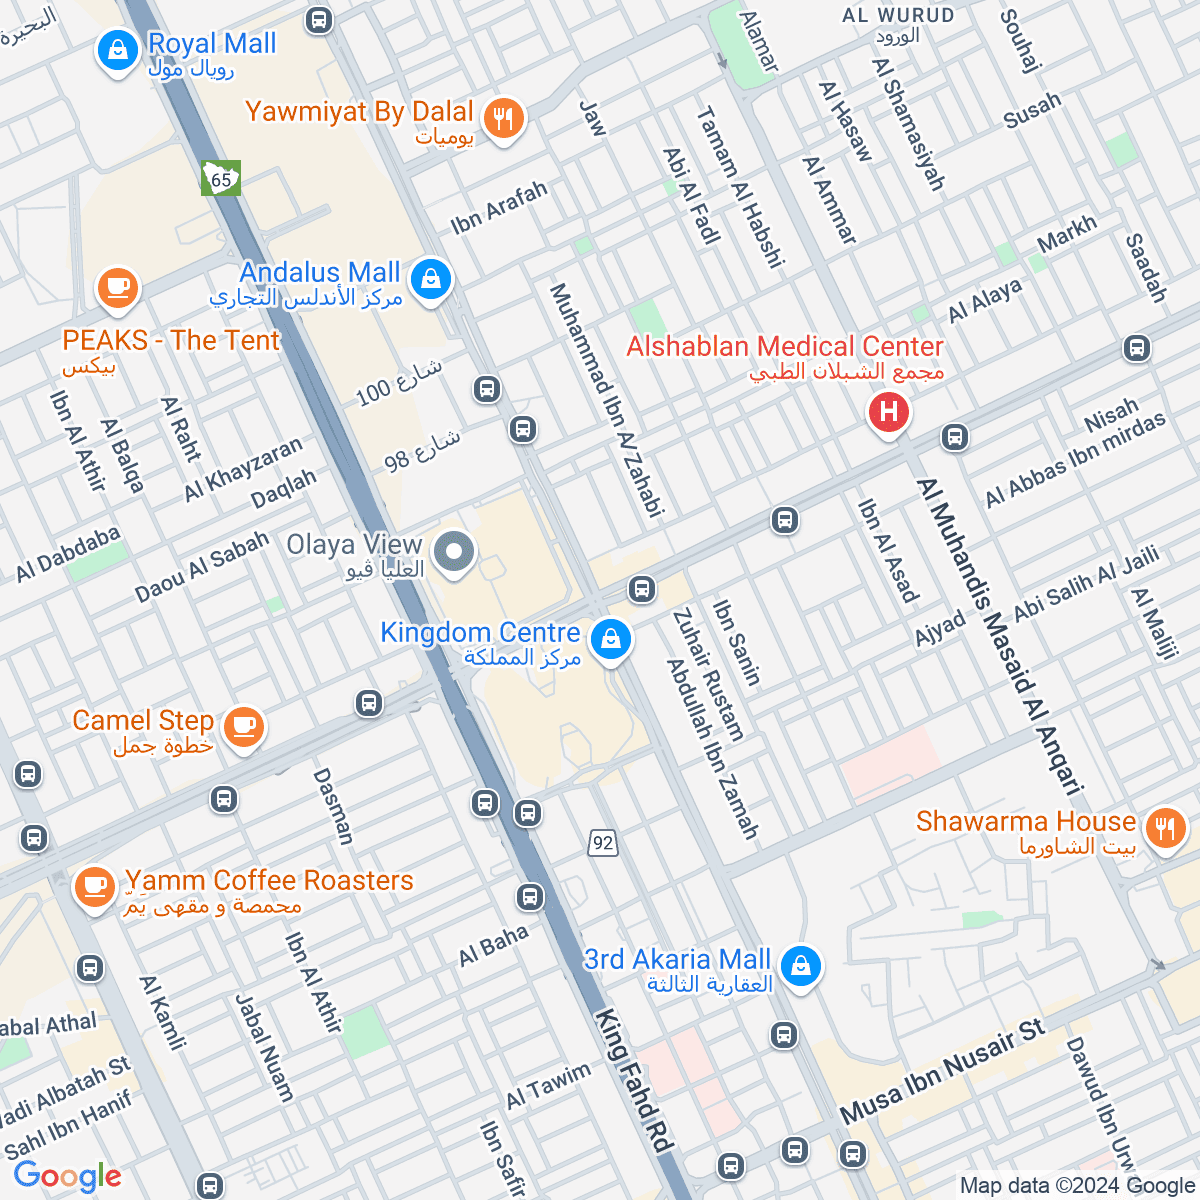 البحيرة
Royal Mall
رويال مول
AL WURUD
الورود
Alamar
Souhaj
Yawmiyat By Dalal
يوميات
Jaw
Al Hasaw
Al Shamasiyah
Susah
Tamam Al Habshi
Abi Al Fadl
Al Ammar
65
Ibn Arafah
Markh
Saadah
Andalus Mall
مركز الأندلس التجاري
PEAKS - The Tent
بيكس
Muhammad Ibn A/ Zahabi
Al Alaya
Alshablan Medical Center
مجمع الشبلان الطبي
H
شارع 100
شارع 98
Ibn Al Athir
Al Balqa
Al Raht
Al Khayzaran
Daqlah
Nisah
Al Abbas Ibn mirdas
Al Muhandis Masaid Al Anqari
Ibn Al Asad
Al Dabdaba
Daou Al Sabah
Olaya View
العليا ڤيو
Abi Salih Al Jaili
Al Maliji
Ajyad
Kingdom Centre
مركز المملكة
Zuhair Rustam
Ibn Sanin
Abdullah Ibn Zamah
Camel Step
خطوة جمل
Dasman
92
Shawarma House
بيت الشاورما
Yamm Coffee Roasters
محمصة و مقهى يمّ
Al Baha
3rd Akaria Mall
العقارية الثالثة
Ibn Al Athir
Al Kamli
Jabal Nuam
abal Athal
King Fahd Rd
Musa Ibn Nusair St
Wadi Albatah St
Sahl Ibn Hanif
Al Tawim
Ibn Safir
Dawud Ibn Urw
Google
Map data ©2024 Google